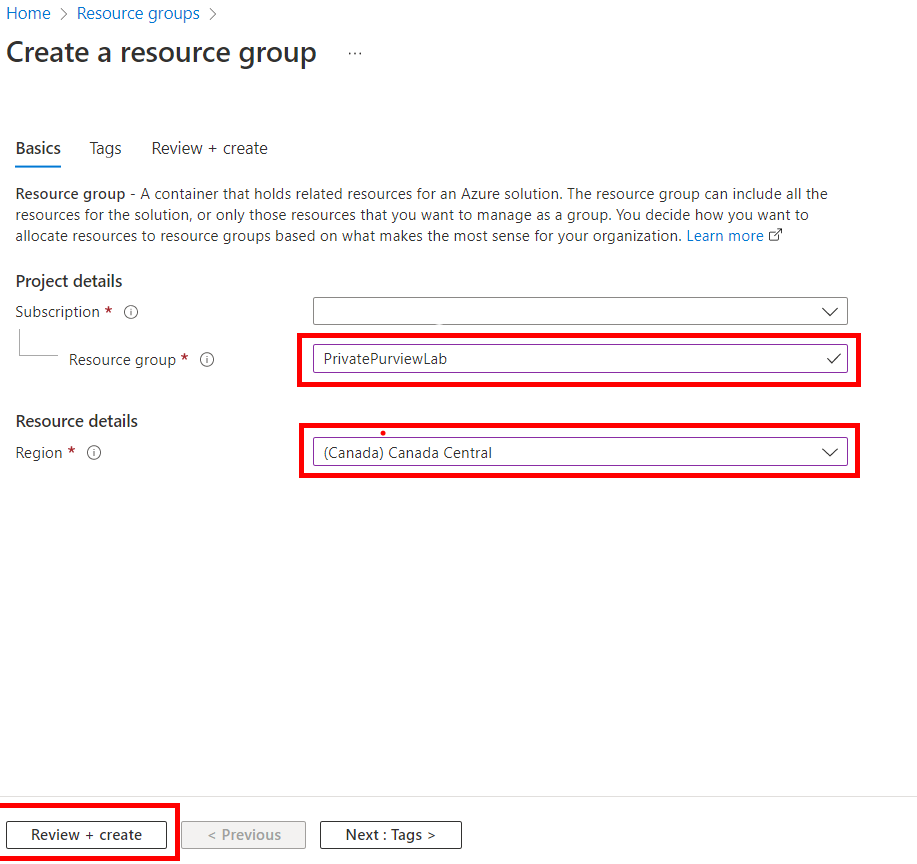 Home > Resource groups >
Create a resource group ...
Basics Tags Review + create
Resource group - A container that holds related resources for an Azure solution. The resource group can include all the
resources for the solution, or only those resources that you want to manage as a group. You decide how you want to
allocate resources to resource groups based on what makes the most sense for your organization. Learn more
Project details
Subscription *
Resource group * PrivatePurviewLab
Resource details
Region * (Canada) Canada Central
Review + create < Previous Next : Tags >